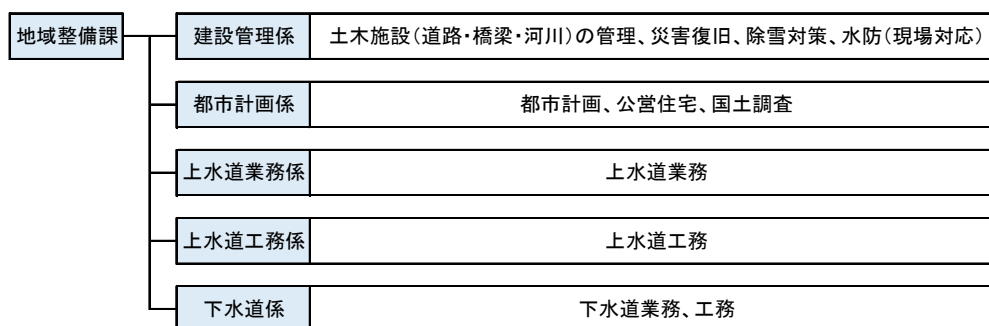 地域整備課
建設管理係
土木施設(道路・橋梁・河川)の管理、災害復旧、除雪対策、水防(現場対応)
都市計画係
都市計画、公営住宅、国土調査
上水道業務係
上水道業務
上水道工務係
上水道工務
下水道係
下水道業務、工務